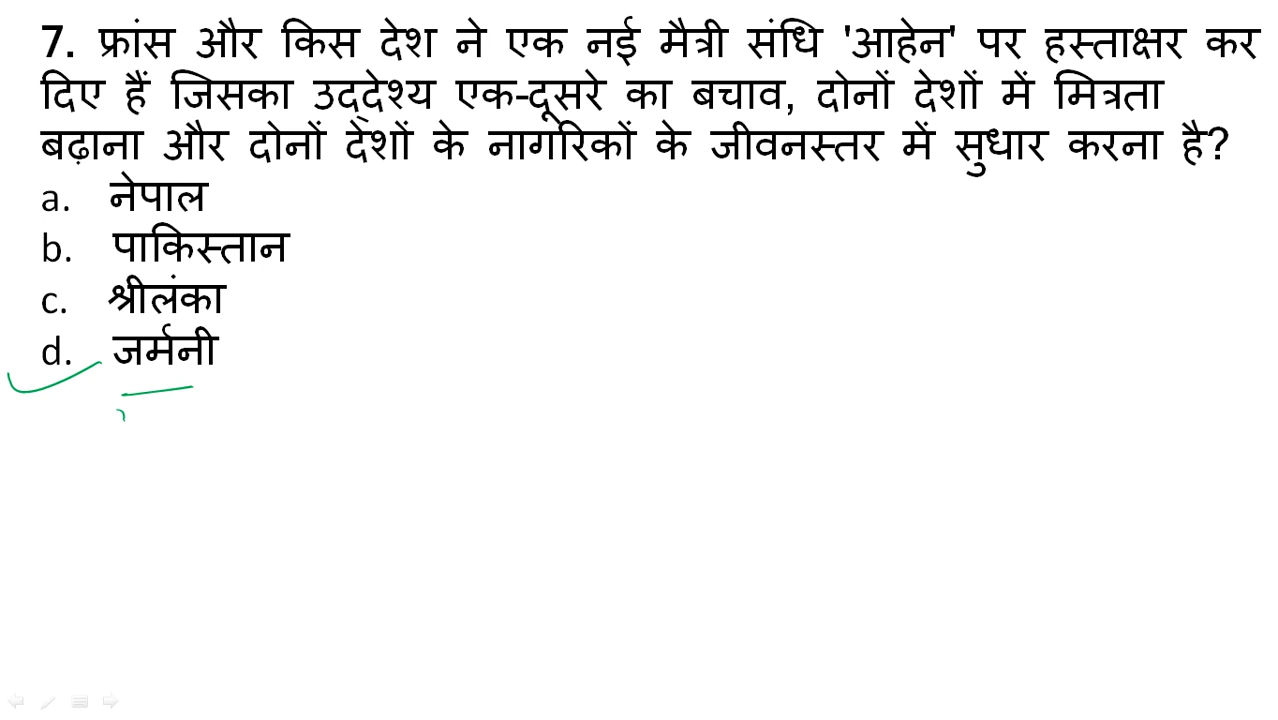 7. फ्रांस और किस देश ने एक नई मैत्री संधि 'आहेन' पर हस्ताक्षर कर
दिए हैं जिसका उद्देश्य एक-दूसरे का बचाव, दोनों देशों में मित्रता
बढ़ाना और दोनों देशों के नागरिकों के जीवनस्तर में सुधार करना है?
a. नेपाल
b. पाकिस्तान
c. श्रीलंका
d. जर्मनी